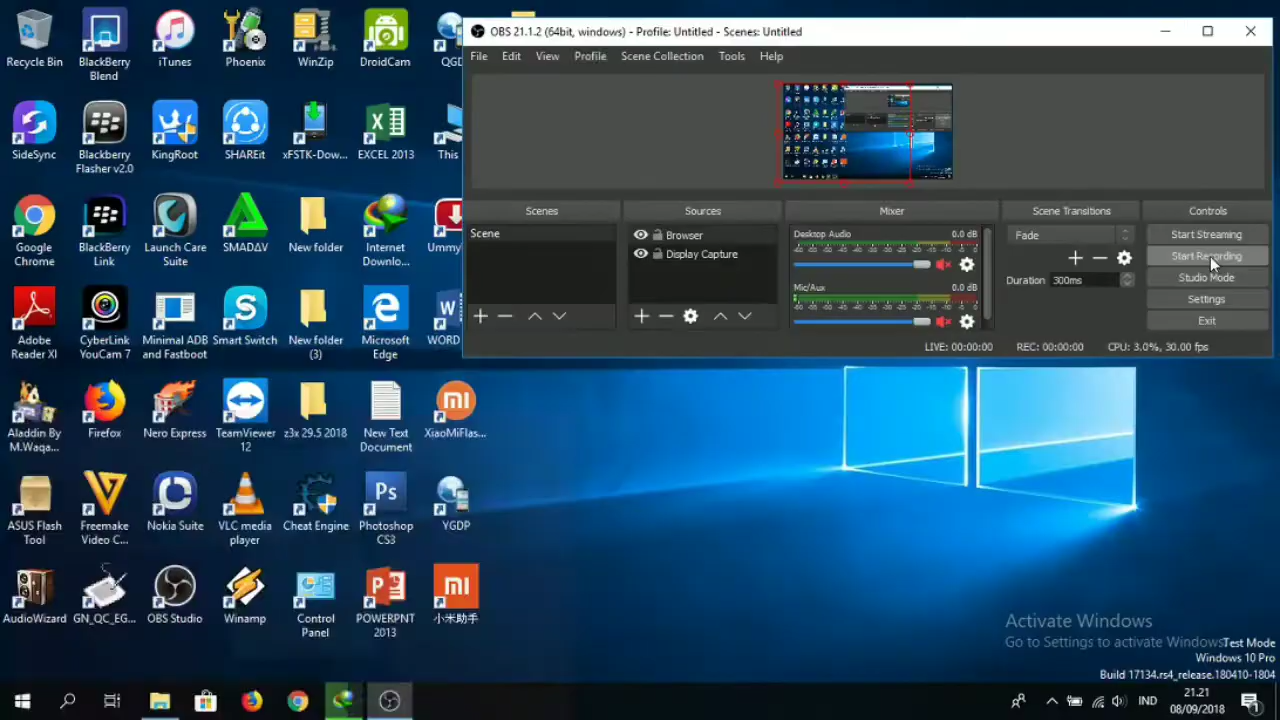 Recycle Bin
BlackBerry
Blend
iTunes
Phoenix
WinZip
DroidCam
QGD
SideSync
Blackberry
Flasher v2.0
KingRoot
SHAREit
xFSTK-Dow...
EXCEL 2013
This
Google
Chrome
BlackBerry
Link
Launch Care
Suite
SMADΔV
New folder
Internet
Downlo...
Ummy
Adobe
Reader XI
CyberLink
YouCam 7
Minimal ADB
and Fastboot
Smart Switch
New folder
(3)
Microsoft
Edge
WORD
Aladdin By
M.Waqa...
Firefox
Nero Express
TeamViewer
12
z3x 29.5.2018
New Text
Document
XiaoMiFlas...
ASUS Flash
Tool
Freemake
Video C...
Nokia Suite
VLC media
player
Cheat Engine
Photoshop
CS3
YGDP
AudioWizard
GN_QC_EG...
OBS Studio
Winamp
Control
Panel
POWERPNT
2013
小米助手
OBS 21.1.2 (64bit, windows) - Profile: Untitled - Scenes: Untitled
File Edit View Profile Scene Collection Tools Help
Scenes Sources Mixer Scene Transitions Controls
Scene
Browser
Display Capture
Desktop Audio 0.0 dB
Mic/Aux 0.0 dB
Fade
Duration 300ms
Start Streaming
Start Recording
Studio Mode
Settings
Exit
LIVE: 00:00:00 REC: 00:00:00 CPU: 3.0%, 30.00 fps
Activate Windows
Go to Settings to activate Windows
Test Mode
Windows 10 Pro
Build 17134.rs4_release.180410-1804
IND
21.21
08/09/2018